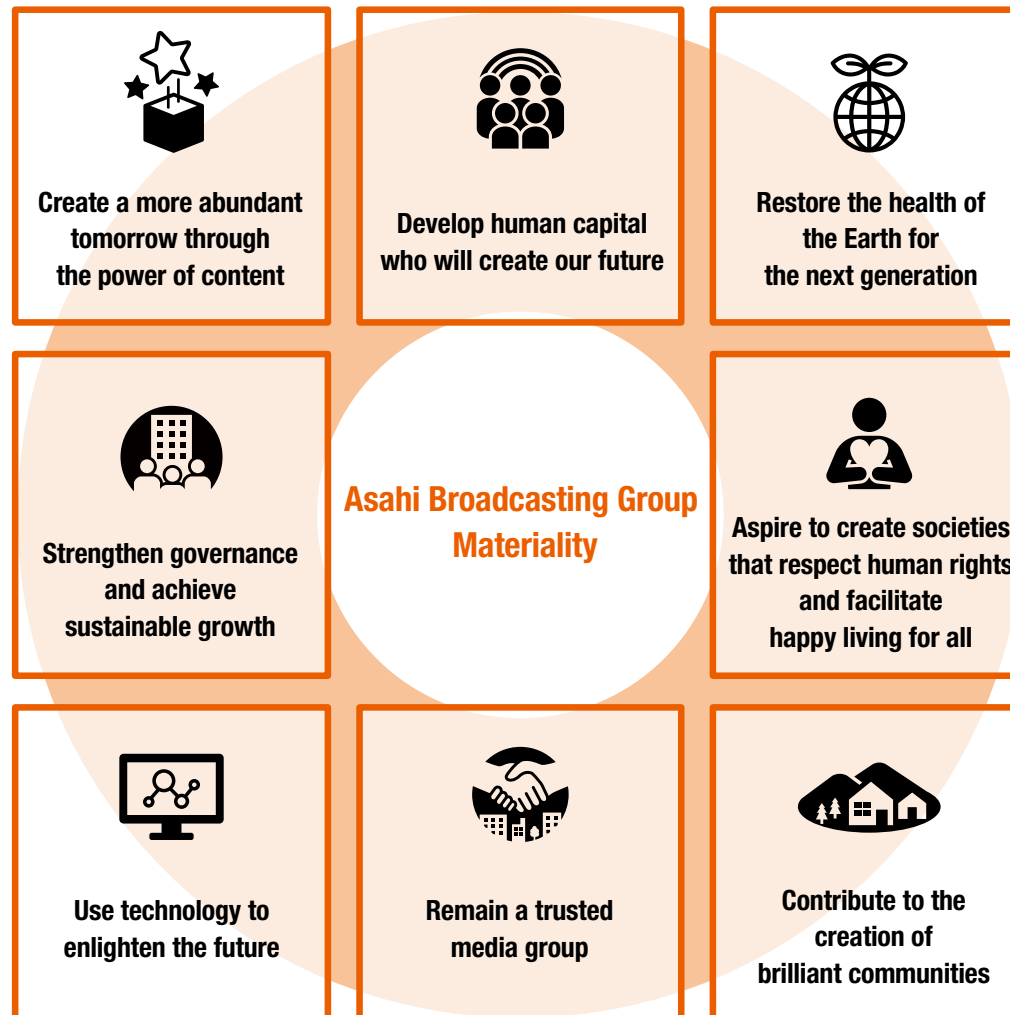 Create a more abundant
tomorrow through
the power of content
Develop human capital
who will create our future
Restore the health of
the Earth for
the next generation
Strengthen governance
and achieve
sustainable growth
Asahi Broadcasting Group
Materiality
Aspire to create societies
that respect human rights
and facilitate
happy living for all
Use technology to
enlighten the future
Remain a trusted
media group
Contribute to the
creation of
brilliant communities